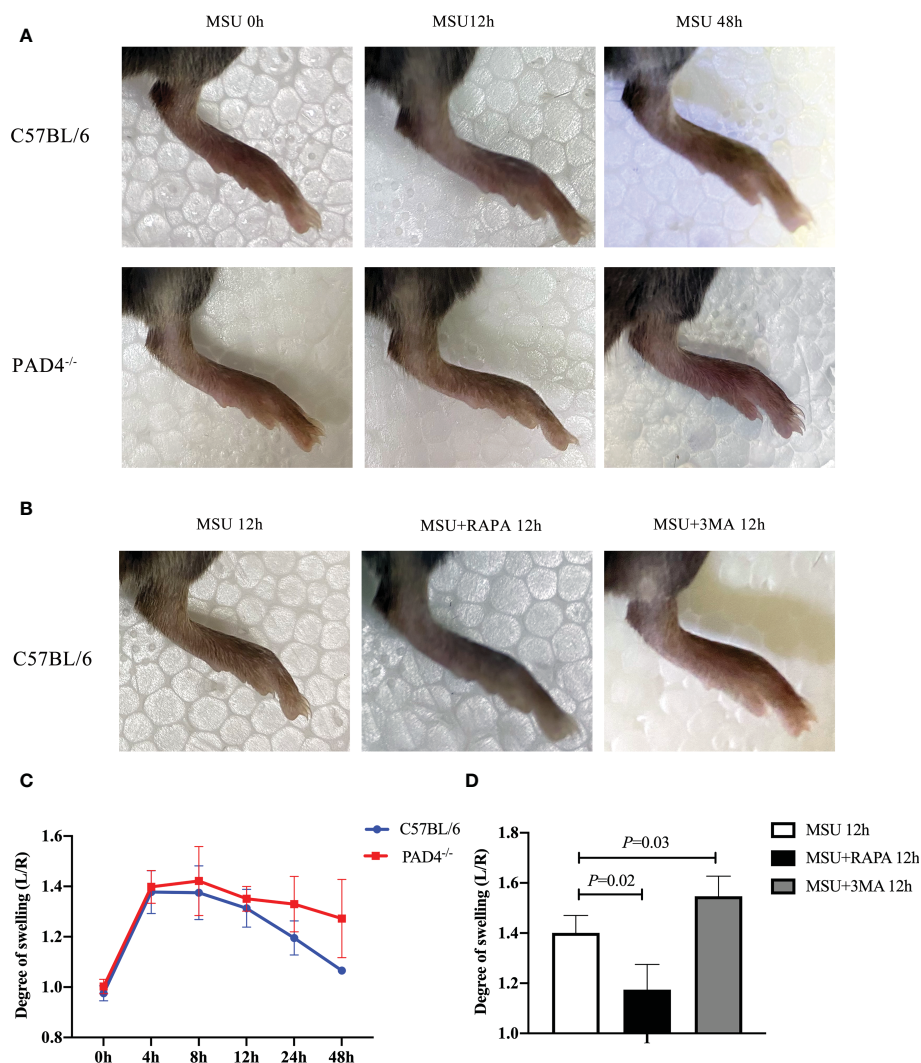 A
MSU 0h
MSU12h
MSU 48h
C57BL/6
PAD4-/-
B
MSU 12h
MSU+RAPA 12h
MSU+3MA 12h
C57BL/6
C
Degree of swelling (L/R)
1.6
1.4
1.2
1.0
0.8
0h
4h
8h
12h
24h
48h
C57BL/6
PAD4-/-
D
Degree of swelling (L/R)
1.8
1.6
1.4
1.2
1.0
P=0.03
P=0.02
MSU 12h
MSU+RAPA 12h
MSU+3MA 12h